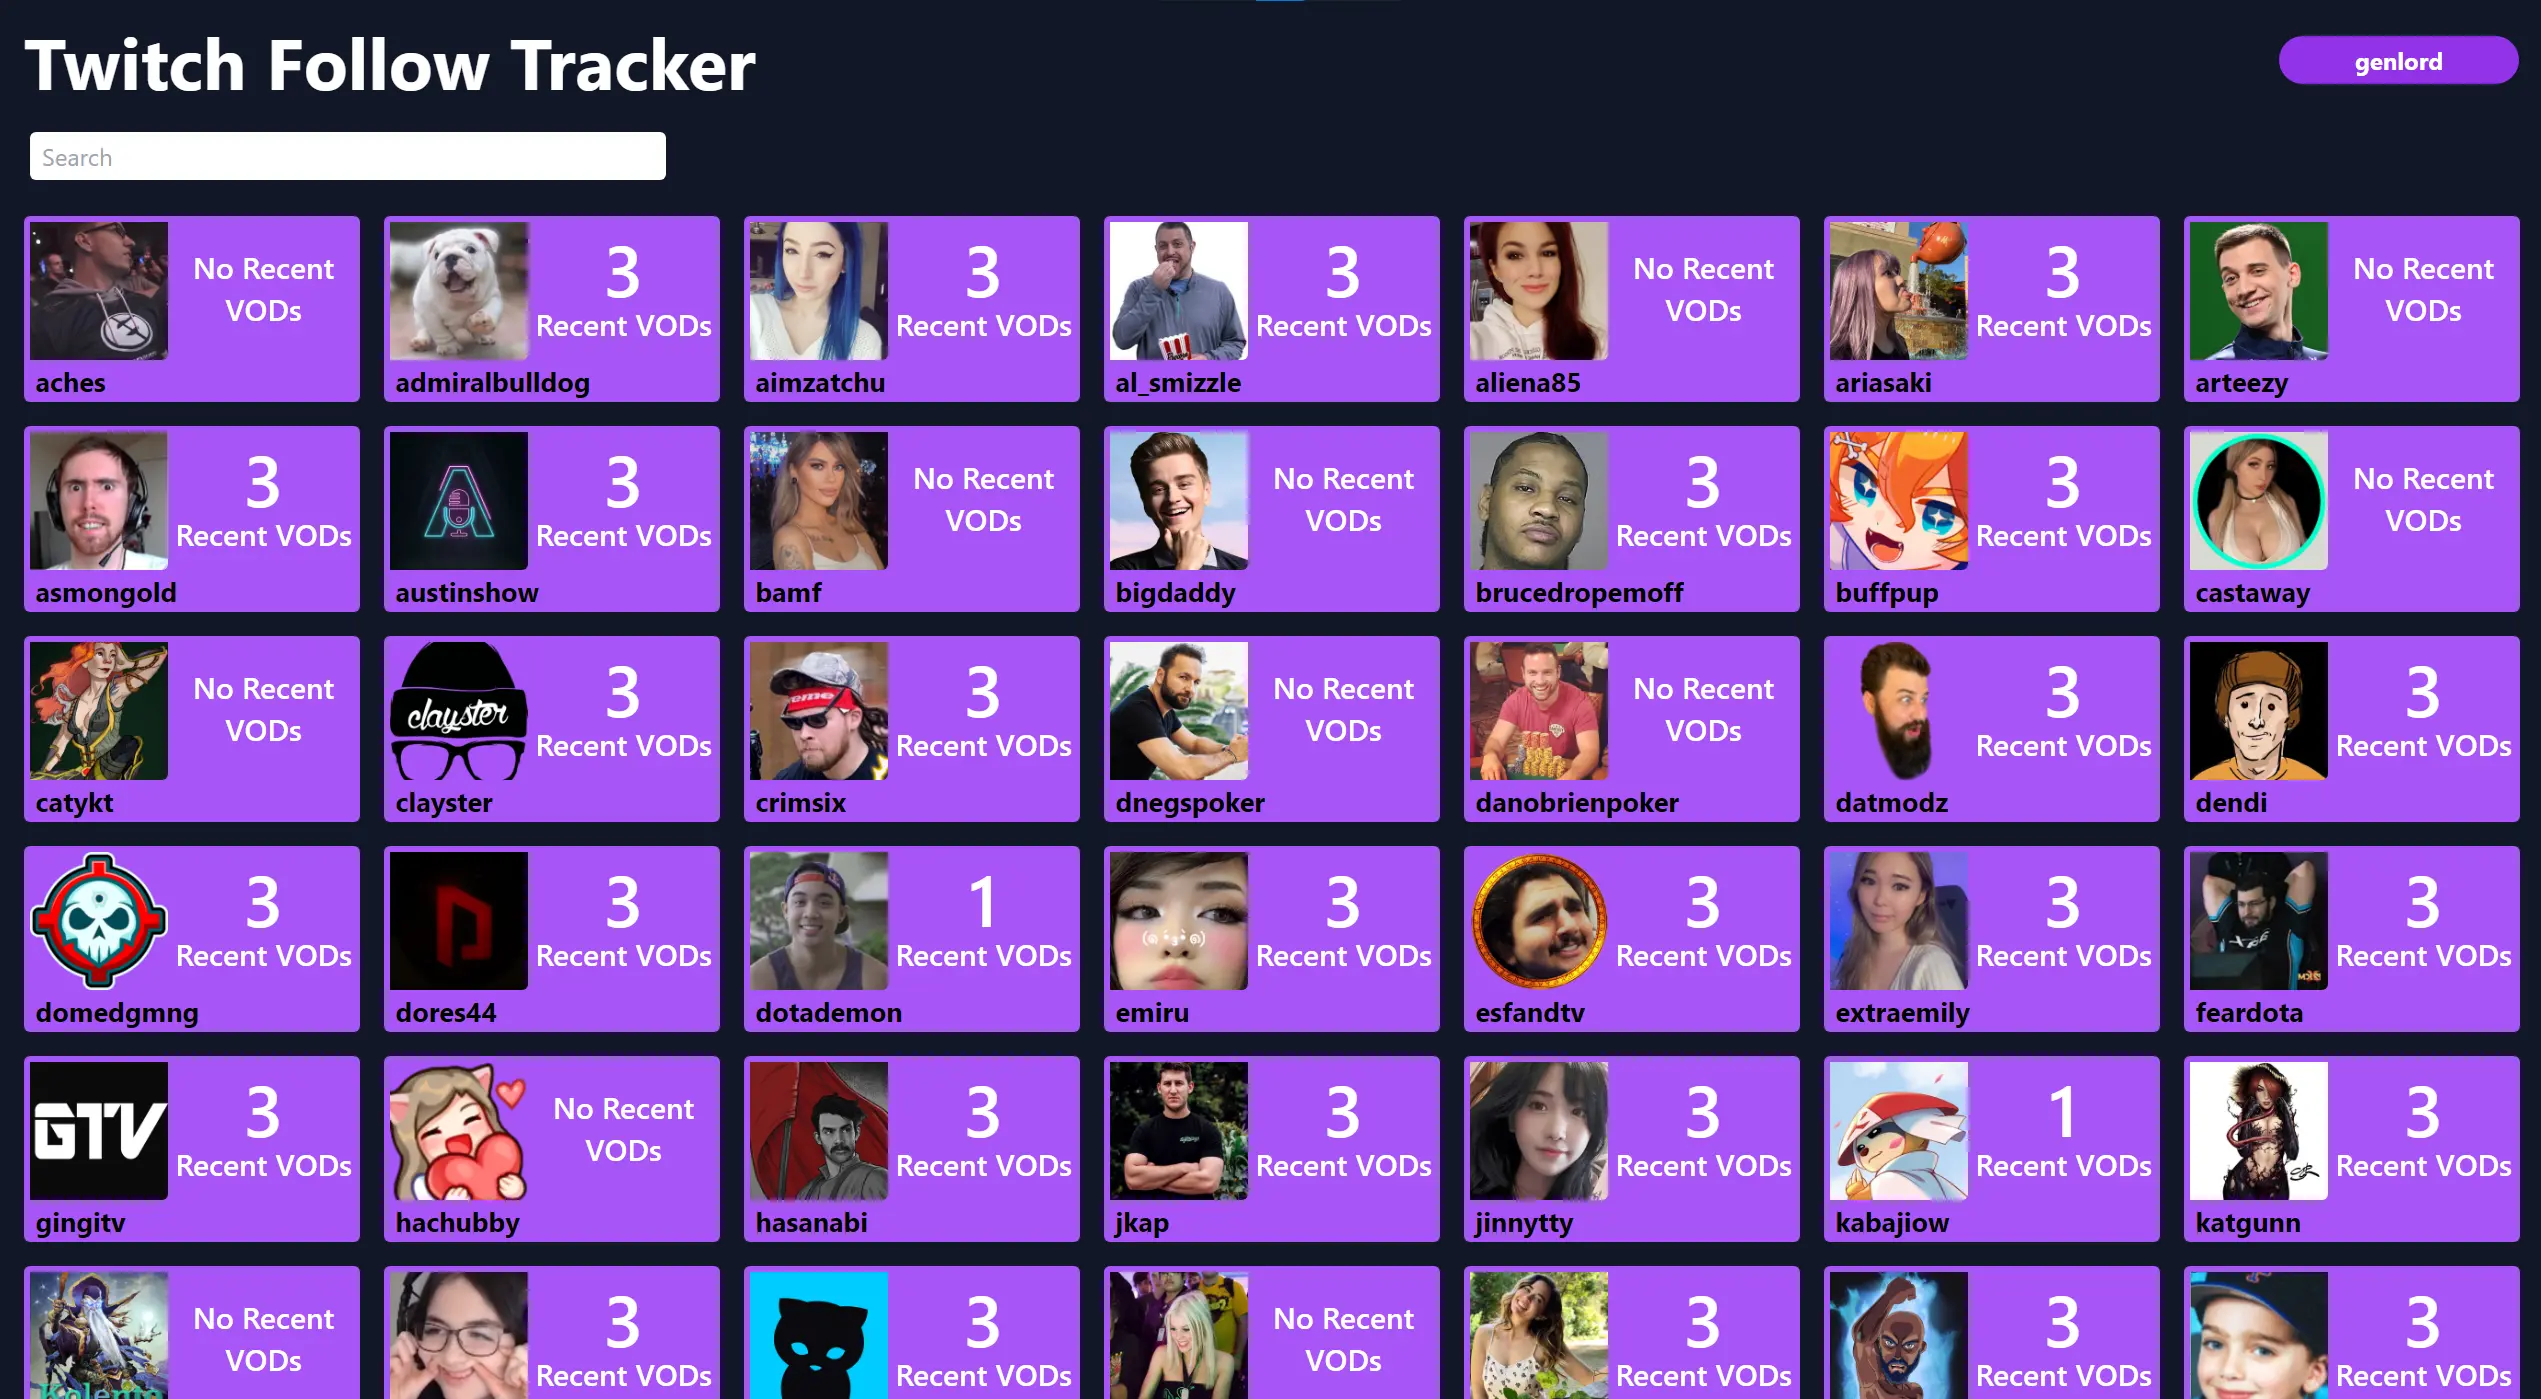 Twitch Follow Tracker
genlord
Search
No Recent
VODs
aches
3
Recent VODs
admiralbulldog
3
Recent VODs
aimzatchu
3
Recent VODs
al_smizzle
No Recent
VODs
aliena85
3
Recent VODs
ariasaki
No Recent
VODs
arteezy
3
Recent VODs
asmongold
3
Recent VODs
austinshow
No Recent
VODs
bamf
No Recent
VODs
bigdaddy
3
Recent VODs
brucedropemoff
3
Recent VODs
buffpup
No Recent
VODs
castaway
No Recent
VODs
catykt
clayster
3
Recent VODs
clayster
3
Recent VODs
crimsix
No Recent
VODs
dnegspoker
No Recent
VODs
danobrienpoker
3
Recent VODs
datmodz
3
Recent VODs
dendi
3
Recent VODs
domedgmng
3
Recent VODs
dores44
1
Recent VODs
dotademon
3
Recent VODs
emiru
3
Recent VODs
esfandtv
3
Recent VODs
extraemily
3
Recent VODs
feardota
GTV
3
Recent VODs
gingitv
No Recent
VODs
hachubby
3
Recent VODs
hasanabi
3
Recent VODs
jkap
3
Recent VODs
jinnytty
1
Recent VODs
kabajiow
3
Recent VODs
katgunn
No Recent
VODs
3
Recent VODs
3
Recent VODs
No Recent
VODs
3
Recent VODs
3
Recent VODs
3
Recent VODs